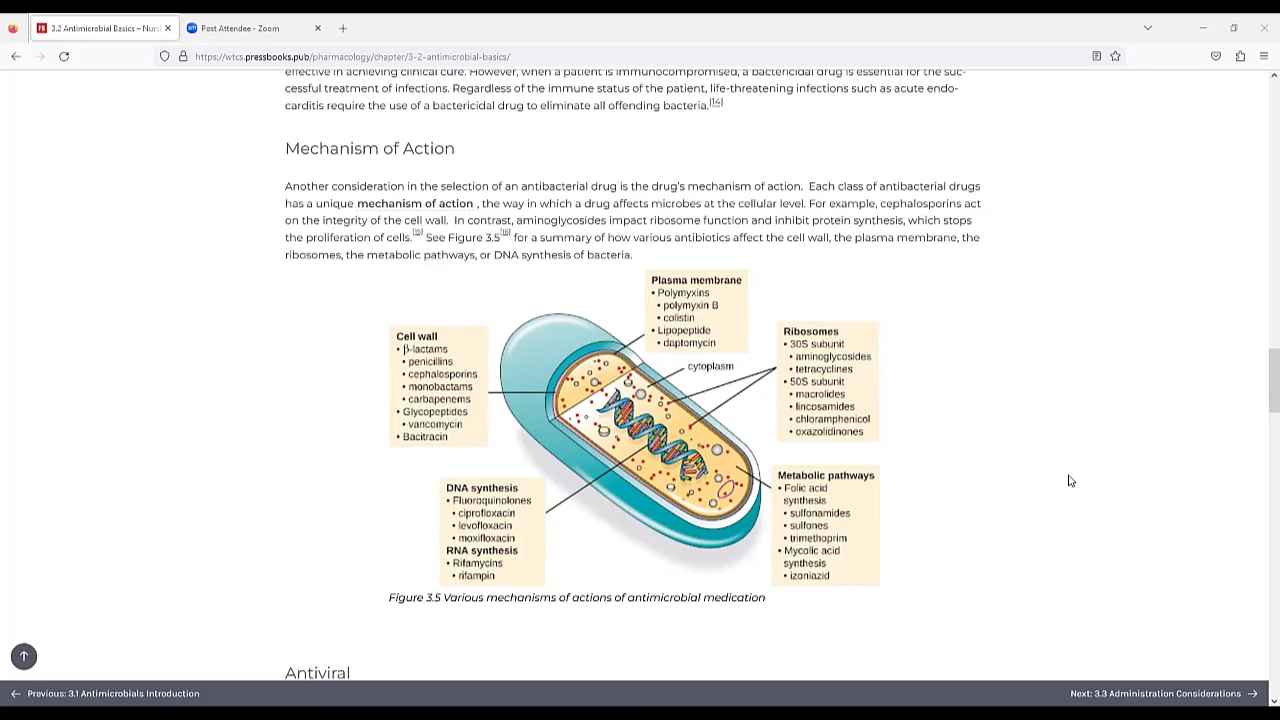 3.2 Antimicrobial Basics – Nurs
Post Attendee - Zoom
https://wtcs.pressbooks.pub/pharmacology/chapter/3-2-antimicrobial-basics/
effective in achieving clinical cure. However, when a patient is immunocompromised, a bactericidal drug is essential for the suc-
cessful treatment of infections. Regardless of the immune status of the patient, life-threatening infections such as acute endo-
carditis require the use of a bactericidal drug to eliminate all offending bacteria.[14]
Mechanism of Action
Another consideration in the selection of an antibacterial drug is the drug's mechanism of action. Each class of antibacterial drugs
has a unique mechanism of action , the way in which a drug affects microbes at the cellular level. For example, cephalosporins act
on the integrity of the cell wall. In contrast, aminoglycosides impact ribosome function and inhibit protein synthesis, which stops
the proliferation of cells.[15] See Figure 3.5[16] for a summary of how various antibiotics affect the cell wall, the plasma membrane, the
ribosomes, the metabolic pathways, or DNA synthesis of bacteria.
Plasma membrane
• Polymyxins
• polymyxin B
• colistin
• Lipopeptide
• daptomycin
Cell wall
• β-lactams
• penicillins
• cephalosporins
• monobactams
• carbapenems
• Glycopeptides
• vancomycin
• Bacitracin
cytoplasm
Ribosomes
• 30S subunit
• aminoglycosides
• tetracyclines
• 50S subunit
• macrolides
• lincosamides
• chloramphenicol
• oxazolidinones
DNA synthesis
• Fluoroquinolones
• ciprofloxacin
• levofloxacin
• moxifloxacin
RNA synthesis
• Rifamycins
• rifampin
Metabolic pathways
• Folic acid
synthesis
• sulfonamides
• sulfones
• trimethoprim
• Mycolic acid
synthesis
• izoniazid
Figure 3.5 Various mechanisms of actions of antimicrobial medication
Antiviral
Previous: 3.1 Antimicrobials Introduction
Next: 3.3 Administration Considerations